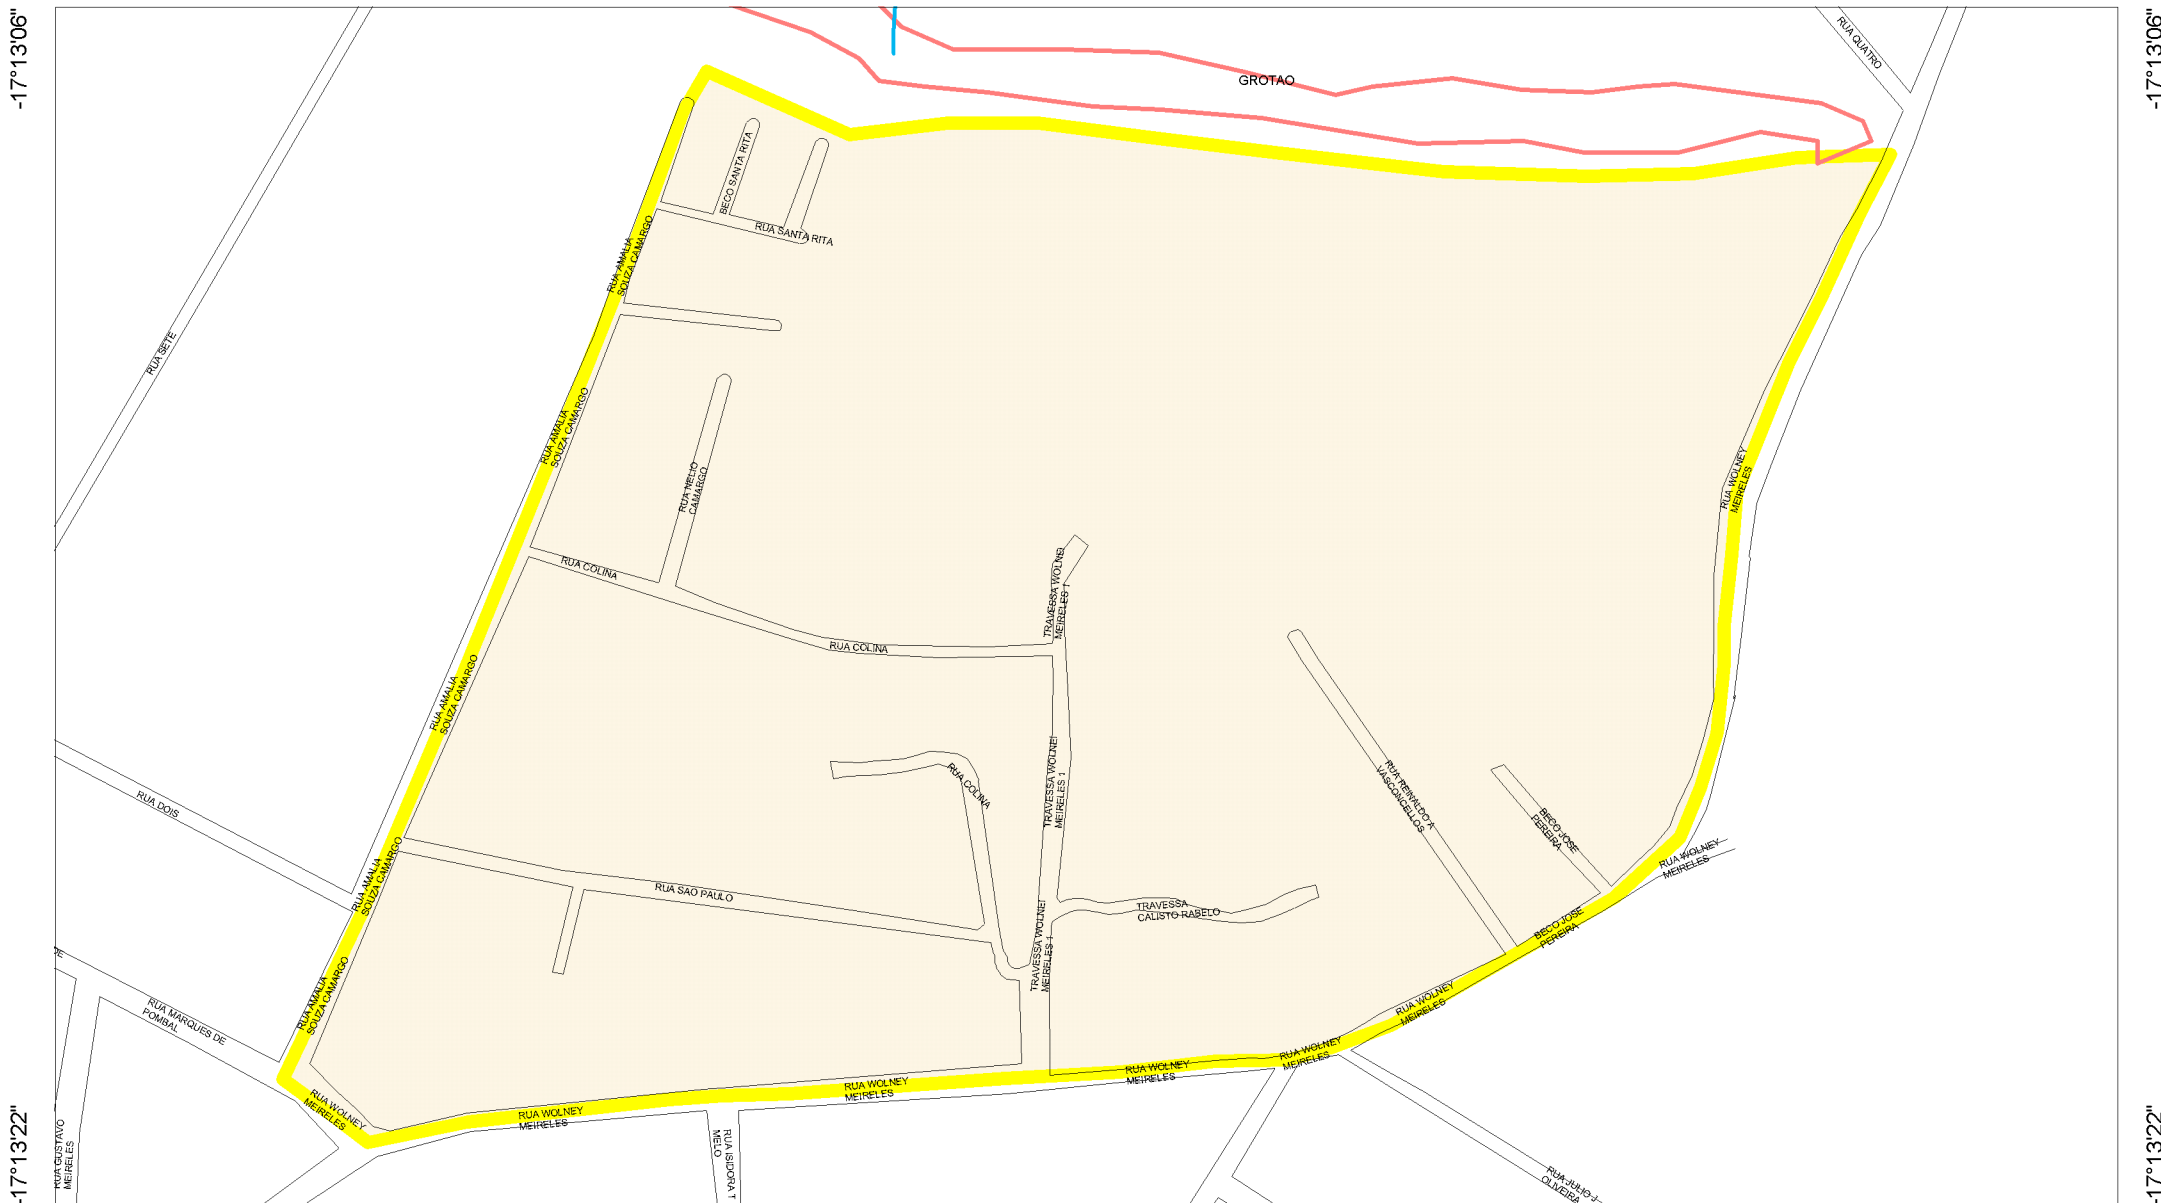 -17°13'06"
-17°13'06"
RUA QUATRO
GROTAO
BECO SANTA RITA
RUA SANTA RITA
RUA AMALIA
SOUZA CAMARGO
RUA SETE
RUA AMALIA
SOUZA CAMARGO
RUA NELIO
CAMARGO
RUA WOLNEY
MEIRELES
RUA COLINA
TRAVESSA WOLNEI
MEIRELES 1
RUA COLINA
RUA AMALIA
SOUZA CAMARGO
RUA COLINA
TRAVESSA WOLNEI
MEIRELES 1
RUA REINALDO A
VASCONCELLOS
BECO JOSE
PEREIRA
RUA DOIS
RUA WOLNEY
MEIRELES
RUA AMALIA
SOUZA CAMARGO
RUA SAO PAULO
TRAVESSA
CALISTO RABELO
TRAVESSA WOLNEI
MEIRELES 1
BECO JOSE
PEREIRA
DE
RUA AMALIA
SOUZA CAMARGO
RUA MARQUES DE
POMBAL
RUA WOLNEY
MEIRELES
RUA WOLNEY
MEIRELES
RUA WOLNEY
MEIRELES
RUA WOLNEY
MEIRELES
RUA WOLNEY
MEIRELES
RUA WOLNEY
MEIRELES
RUA GUSTAVO
MEIRELES
RUA ISIDORA T
MELO
RUA JULIO J
OLIVEIRA
-17°13'22"
-17°13'22"